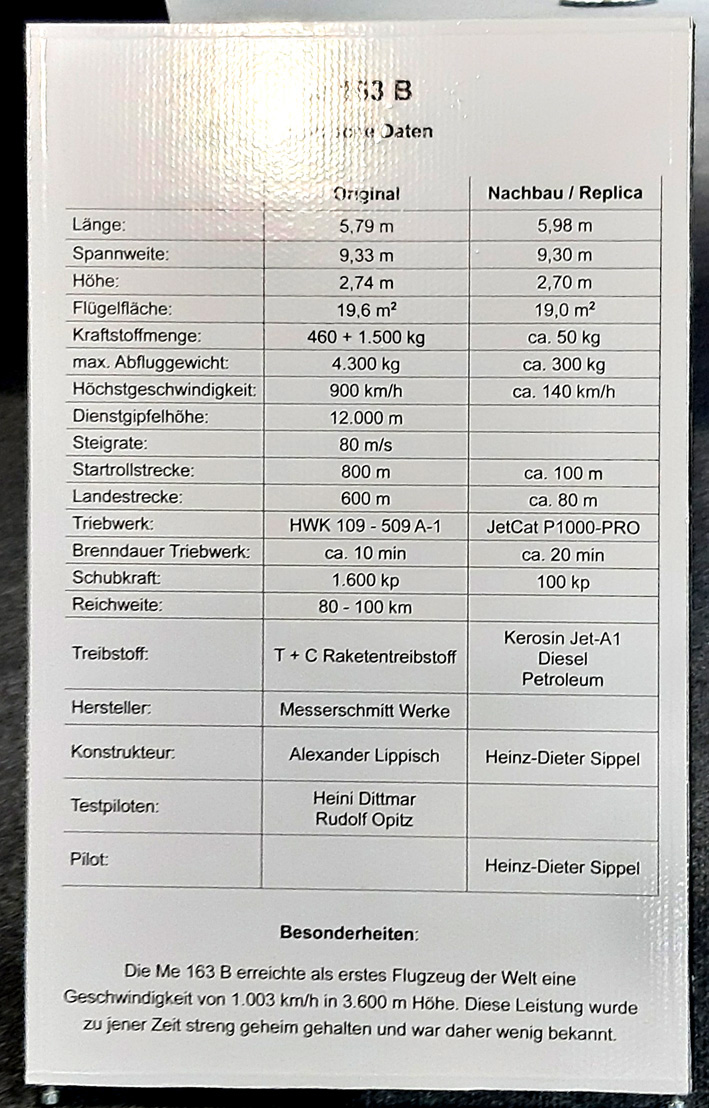 163 B
Daten
Original Nachbau / Replica
Länge: 5,79 m 5,98 m
Spannweite: 9,33 m 9,30 m
Höhe: 2,74 m 2,70 m
Flügelfläche: 19,6 m² 19,0 m²
Kraftstoffmenge: 460 + 1.500 kg ca. 50 kg
max. Abfluggewicht: 4.300 kg ca. 300 kg
Höchstgeschwindigkeit: 900 km/h ca. 140 km/h
Dienstgipfelhöhe: 12.000 m
Steigrate: 80 m/s
Startrollstrecke: 800 m ca. 100 m
Landestrecke: 600 m ca. 80 m
Triebwerk: HWK 109 - 509 A-1 JetCat P1000-PRO
Brenndauer Triebwerk: ca. 10 min ca. 20 min
Schubkraft: 1.600 kp 100 kp
Reichweite: 80 - 100 km
Treibstoff: T + C Raketentreibstoff Kerosin Jet-A1
Diesel
Petroleum
Hersteller: Messerschmitt Werke
Konstrukteur: Alexander Lippisch Heinz-Dieter Sippel
Testpiloten: Heini Dittmar
Rudolf Opitz
Pilot: Heinz-Dieter Sippel
Besonderheiten:
Die Me 163 B erreichte als erstes Flugzeug der Welt eine
Geschwindigkeit von 1.003 km/h in 3.600 m Höhe. Diese Leistung wurde
zu jener Zeit streng geheim gehalten und war daher wenig bekannt.